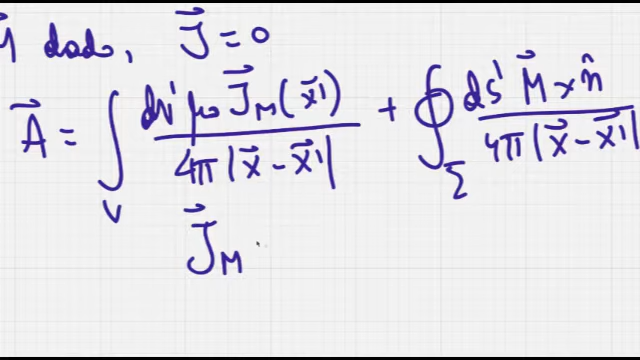 M⃗ dado, J⃗ = 0
A⃗ = ∫_V dv' μ₀ J⃗_M(x⃗') / 4π|x⃗ - x⃗'| + ∮_Σ ds' M⃗ × n̂ / 4π|x⃗ - x⃗'|
J⃗_M